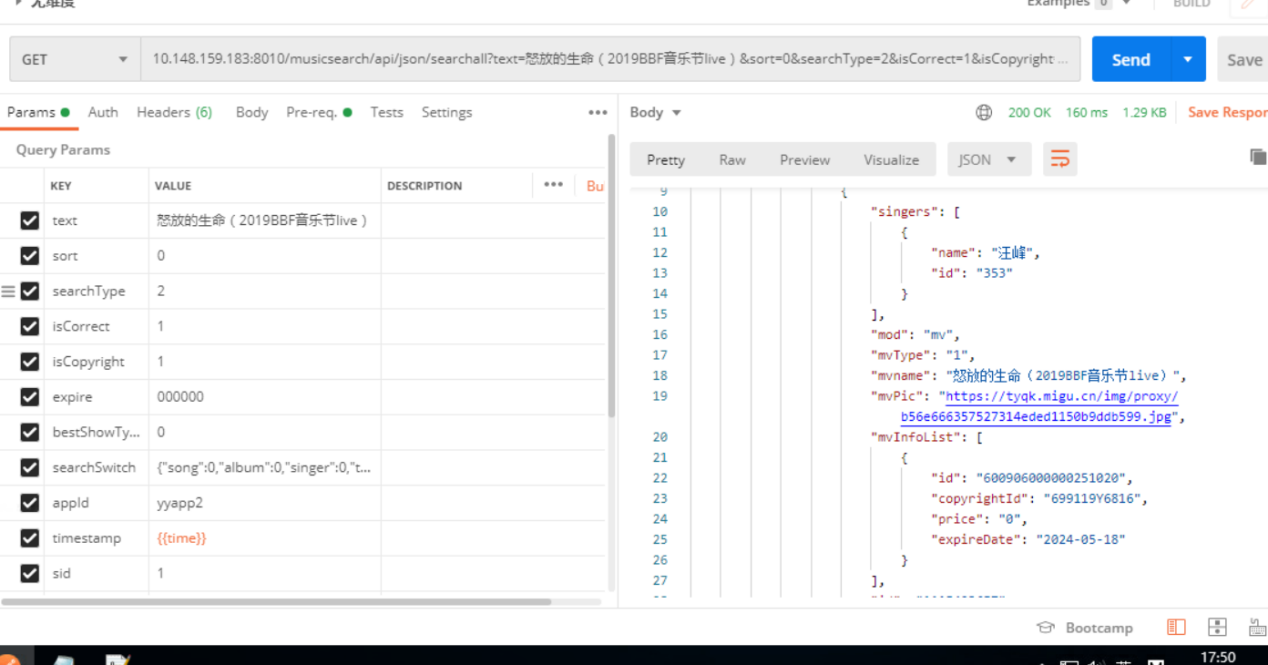 无维度
Examples 0
BUILD
GET
10.148.159.183:8010/musicsearch/api/json/searchall?text=怒放的生命（2019BBF音乐节live）&sort=0&searchType=2&isCorrect=1&isCopyright ...
Send
Save
Params
Auth
Headers (6)
Body
Pre-req.
Tests
Settings
Query Params
KEY VALUE DESCRIPTION Bu
text 怒放的生命（2019BBF音乐节live）
sort 0
searchType 2
isCorrect 1
isCopyright 1
expire 000000
bestShowTy... 0
searchSwitch {"song":0,"album":0,"singer":0,"t...
appId yyapp2
timestamp {{time}}
sid 1
Body
200 OK 160 ms 1.29 KB Save Respor
Pretty Raw Preview Visualize JSON
9 {
10 "singers": [
11 {
12 "name": "汪峰",
13 "id": "353"
14 }
15 ],
16 "mod": "mv",
17 "mvType": "1",
18 "mvname": "怒放的生命（2019BBF音乐节live）",
19 "mvPic": "https://tyqk.migu.cn/img/proxy/
b56e666357527314eded1150b9ddb599.jpg",
20 "mvInfoList": [
21 {
22 "id": "600906000000251020",
23 "copyrightId": "699119Y6816",
24 "price": "0",
25 "expireDate": "2024-05-18"
26 }
27 ],
Bootcamp
17:50